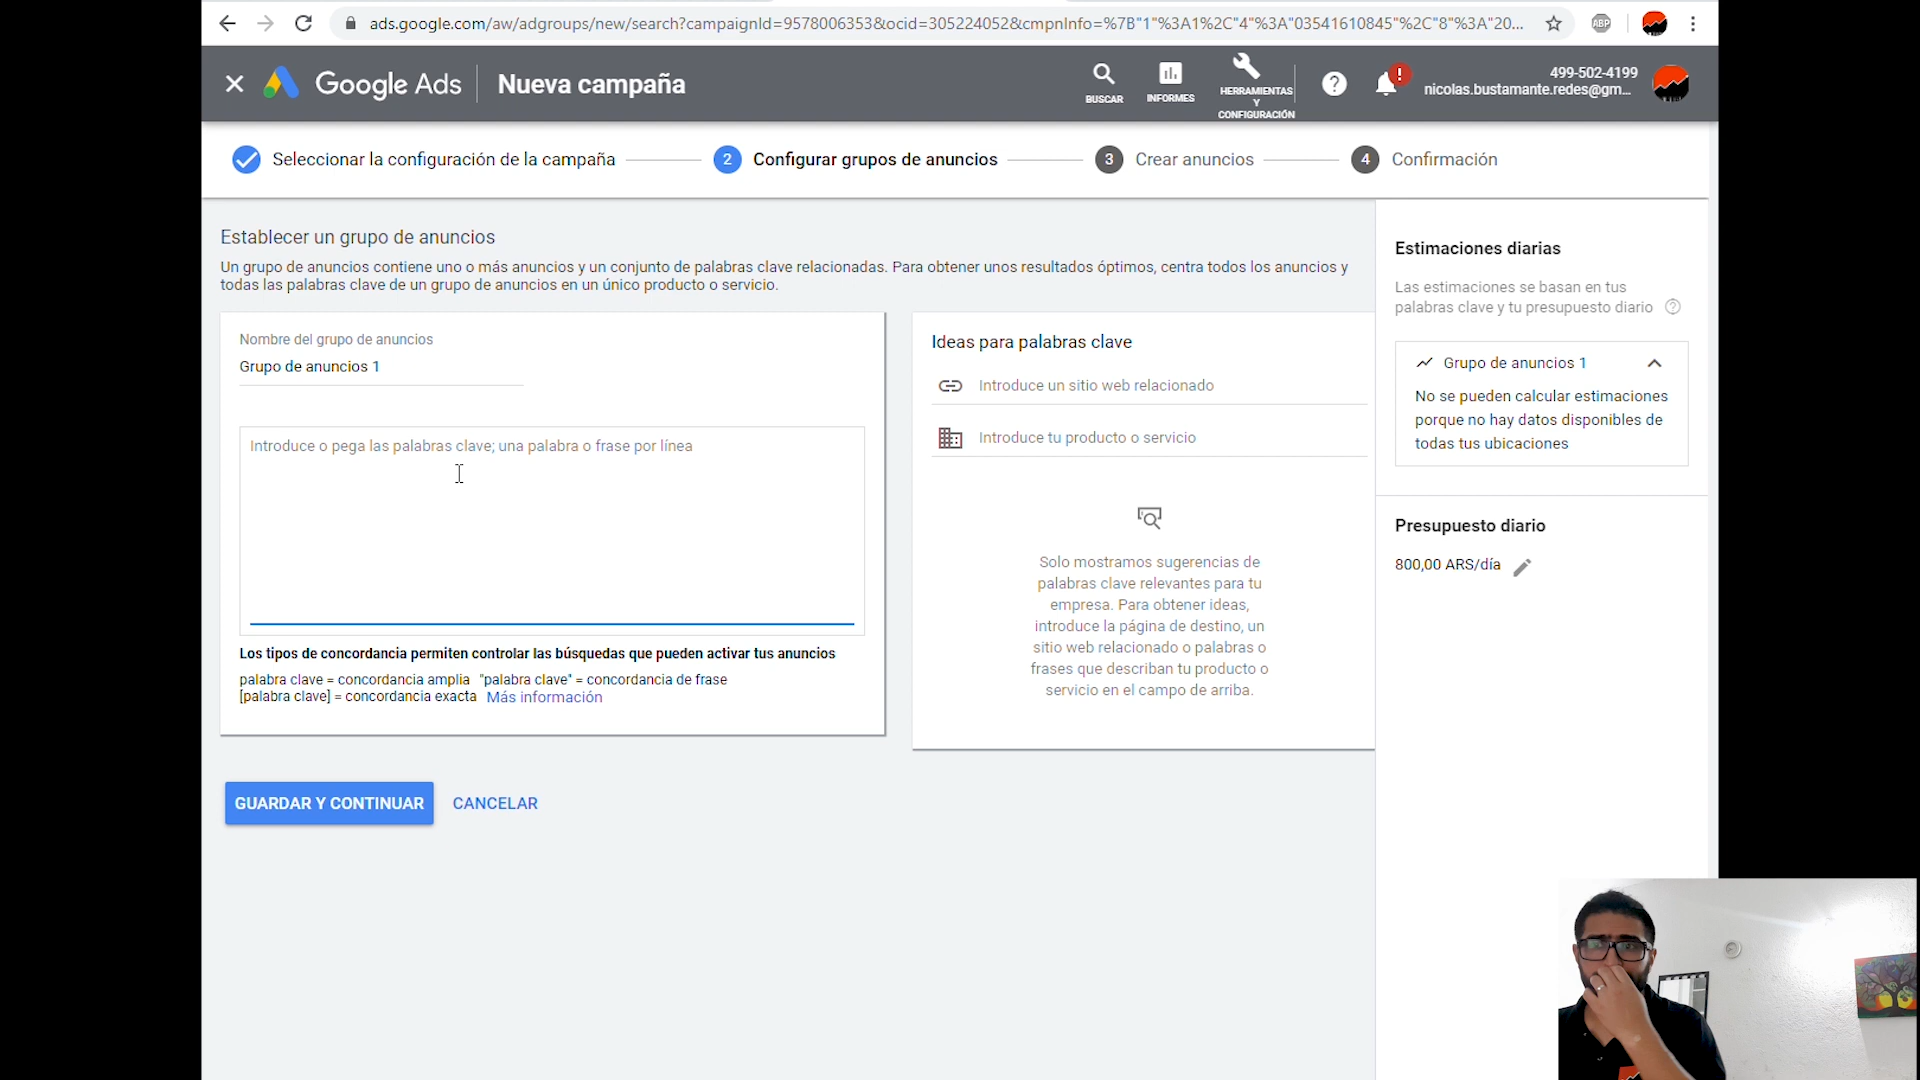 ads.google.com/aw/adgroups/new/search?campaignId=9578006353&ocid=305224052&cmpnInfo=%7B"1"%3A1%2C"4"%3A"03541610845"%2C"8"%3A"20...
ABP
Google Ads
Nueva campaña
BUSCAR
INFORMES
HERRAMIENTAS
Y
CONFIGURACIÓN
?
!
499-502-4199
nicolas.bustamante.redes@gm...
Seleccionar la configuración de la campaña
2 Configurar grupos de anuncios
3 Crear anuncios
4 Confirmación
Establecer un grupo de anuncios
Un grupo de anuncios contiene uno o más anuncios y un conjunto de palabras clave relacionadas. Para obtener unos resultados óptimos, centra todos los anuncios y
todas las palabras clave de un grupo de anuncios en un único producto o servicio.
Nombre del grupo de anuncios
Grupo de anuncios 1
Introduce o pega las palabras clave; una palabra o frase por línea
Los tipos de concordancia permiten controlar las búsquedas que pueden activar tus anuncios
palabra clave = concordancia amplia "palabra clave" = concordancia de frase
[palabra clave] = concordancia exacta Más información
GUARDAR Y CONTINUAR
CANCELAR
Ideas para palabras clave
Introduce un sitio web relacionado
Introduce tu producto o servicio
Solo mostramos sugerencias de
palabras clave relevantes para tu
empresa. Para obtener ideas,
introduce la página de destino, un
sitio web relacionado o palabras o
frases que describan tu producto o
servicio en el campo de arriba.
Estimaciones diarias
Las estimaciones se basan en tus
palabras clave y tu presupuesto diario ?
Grupo de anuncios 1
No se pueden calcular estimaciones
porque no hay datos disponibles de
todas tus ubicaciones
Presupuesto diario
800,00 ARS/día